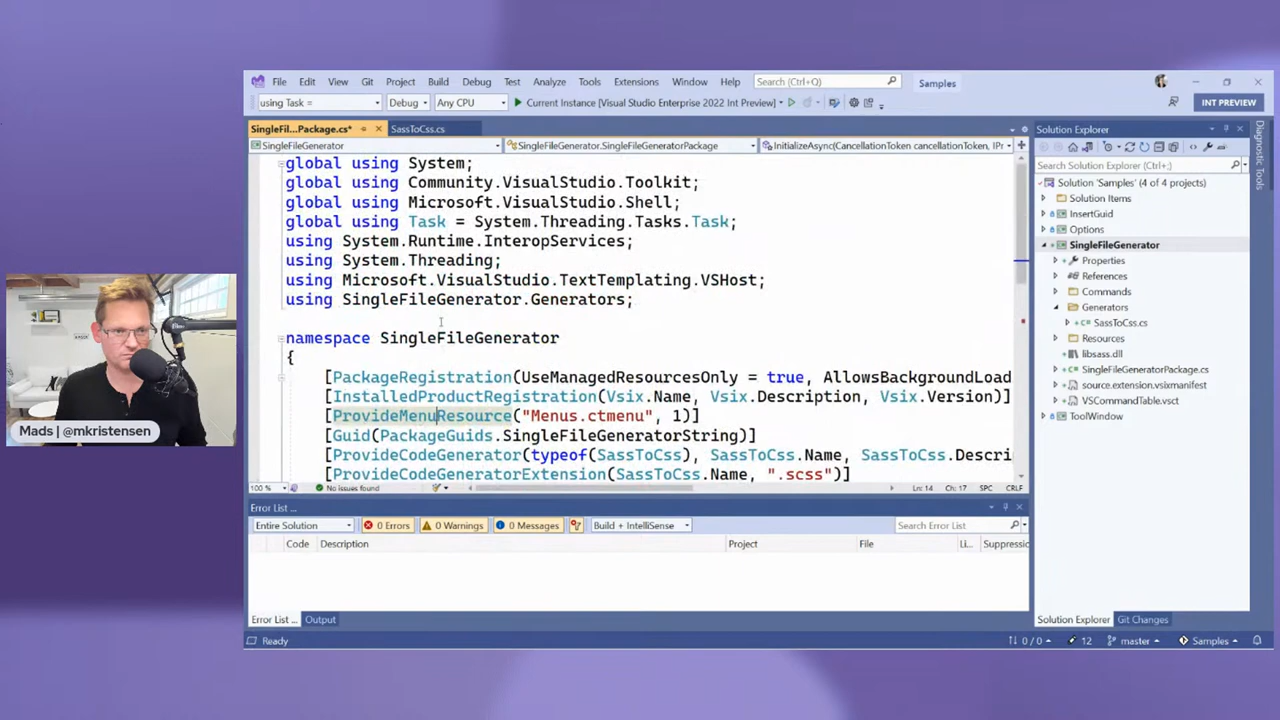 File Edit View Git Project Build Debug Test Analyze Tools Extensions Window Help Search (Ctrl+Q) Samples
using Task = Debug Any CPU Current Instance [Visual Studio Enterprise 2022 Int Preview] INT PREVIEW
SingleFil...Package.cs* SassToCss.cs
SingleFileGenerator SingleFileGenerator.SingleFileGeneratorPackage InitializeAsync(CancellationToken cancellationToken, IPr
global using System;
global using Community.VisualStudio.Toolkit;
global using Microsoft.VisualStudio.Shell;
global using Task = System.Threading.Tasks.Task;
using System.Runtime.InteropServices;
using System.Threading;
using Microsoft.VisualStudio.TextTemplating.VSHost;
using SingleFileGenerator.Generators;
namespace SingleFileGenerator
{
[PackageRegistration(UseManagedResourcesOnly = true, AllowsBackgroundLoad
[InstalledProductRegistration(Vsix.Name, Vsix.Description, Vsix.Version)]
[ProvideMenuResource("Menus.ctmenu", 1)]
[Guid(PackageGuids.SingleFileGeneratorString)]
[ProvideCodeGenerator(typeof(SassToCss), SassToCss.Name, SassToCss.Descri
[ProvideCodeGeneratorExtension(SassToCss.Name, ".scss")]
100 % No issues found Ln: 14 Ch: 17 SPC CRLF
Error List ...
Entire Solution 0 Errors 0 Warnings 0 Messages Build + IntelliSense Search Error List
Code Description Project File Li... Suppressio
Error List ... Output
Ready 0 / 0 12 master Samples
Solution Explorer
Search Solution Explorer (Ctrl+;)
Solution 'Samples' (4 of 4 projects)
Solution Items
InsertGuid
Options
SingleFileGenerator
Properties
References
Commands
Generators
SassToCss.cs
Resources
libsass.dll
SingleFileGeneratorPackage.cs
source.extension.vsixmanifest
VSCommandTable.vsct
ToolWindow
Solution Explorer Git Changes
Diagnostic Tools
Mads | @mkristensen